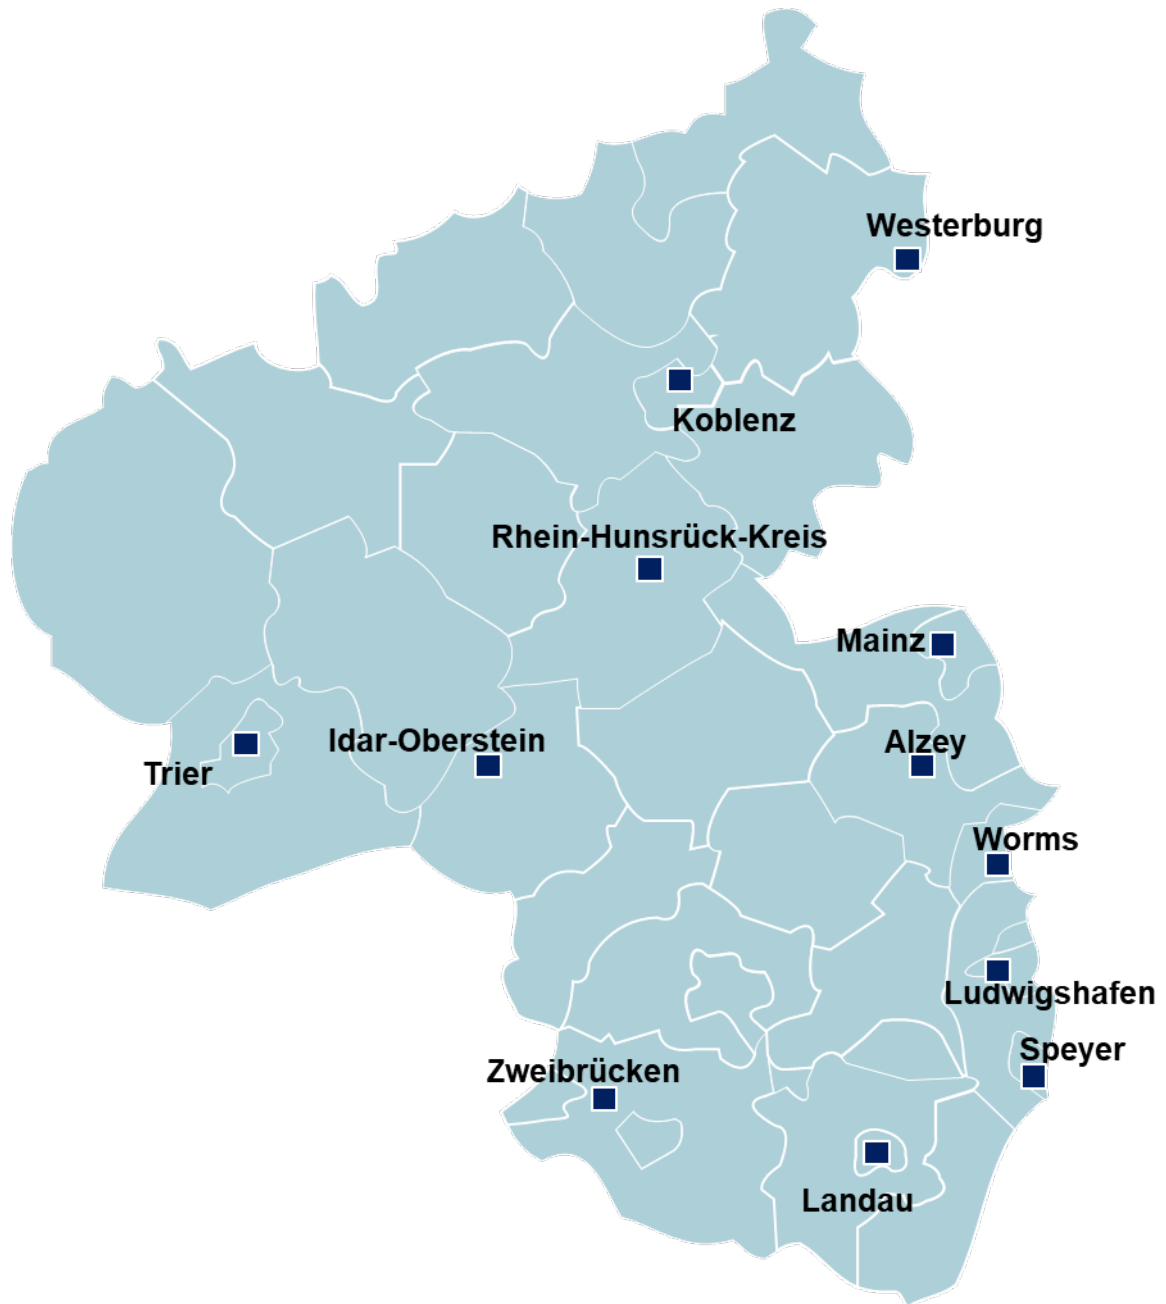 Westerburg
Koblenz
Rhein-Hunsrück-Kreis
Mainz
Idar-Oberstein
Alzey
Trier
Worms
Ludwigshafen
Speyer
Zweibrücken
Landau